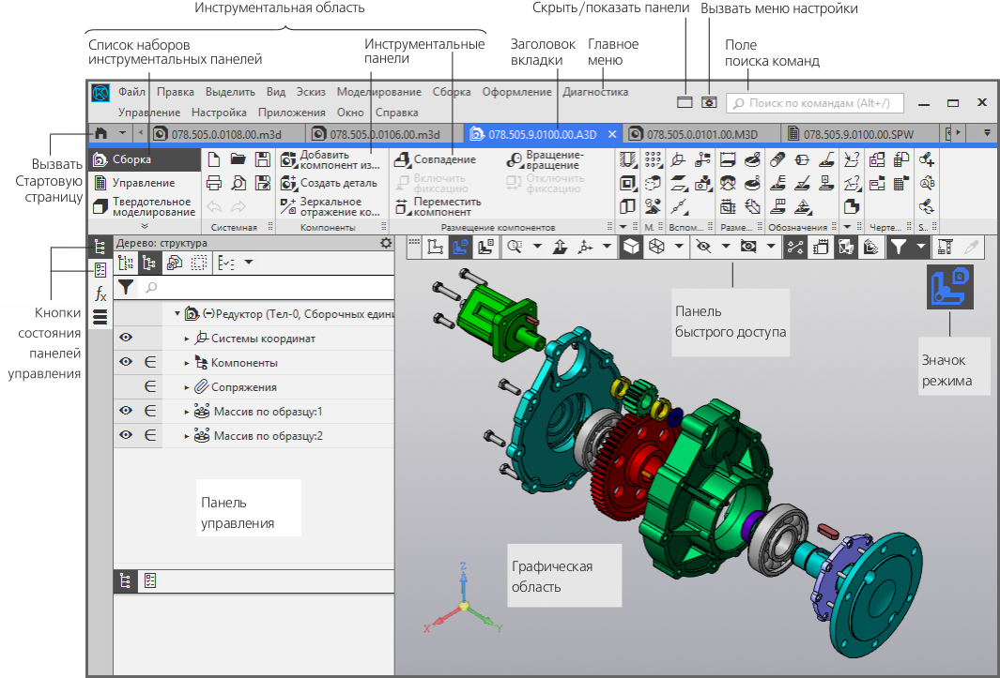 Инструментальная область
Скрыть/показать панели
Вызвать меню настройки
Список наборов
инструментальных панелей
Инструментальные
панели
Заголовок
вкладки
Главное
меню
Поле
поиска команд
Файл Правка Выделить Вид Эскиз Моделирование Сборка Оформление Диагностика
Управление Настройка Приложения Окно Справка
Поиск по командам (Alt+/)
078.505.0.0108.00.m3d
078.505.0.0106.00.m3d
078.505.9.0100.00.A3D
078.505.0.0101.00.M3D
078.505.9.0100.00.SPW
Вызвать
Стартовую
страницу
Сборка
Управление
Твердотельное
моделирование
Добавить
компонент из...
Создать деталь
Зеркальное
отражение ко...
Совпадение
Включить
фиксацию
Переместить
компонент
Вращение-
вращение
Отключить
фиксацию
Системная
Компоненты
Размещение компонентов
М.
Вспом...
Разме...
Обозначения
Черте...
S...
Дерево: структура
fx
Кнопки
состояния
панелей
управления
(-)Редуктор (Тел-0, Сборочных едини
Системы координат
Компоненты
Сопряжения
Массив по образцу:1
Массив по образцу:2
Панель
управления
Панель
быстрого доступа
Значок
режима
Графическая
область
Z
X
Y